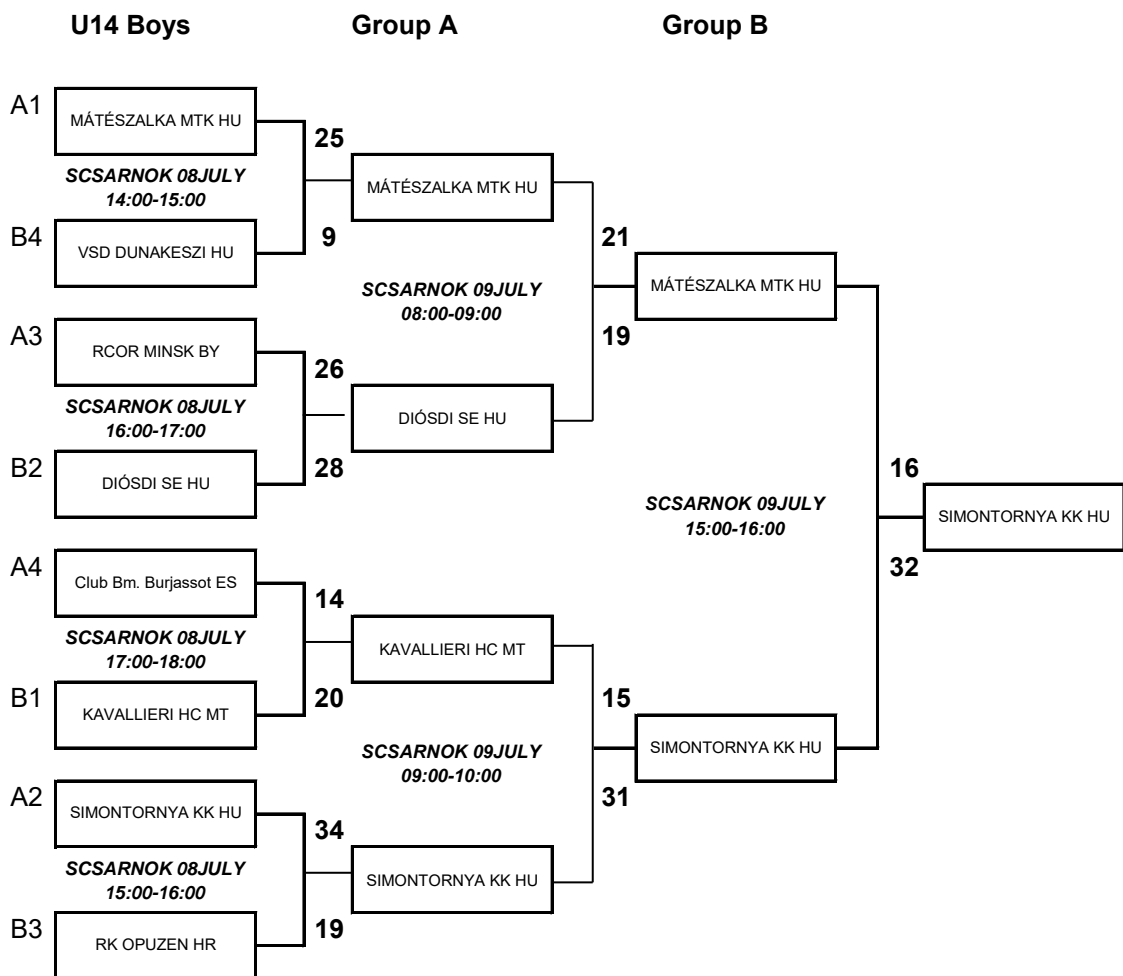 U14 Boys Group A Group B
A1
MÁTÉSZALKA MTK HU
25
SCSARNOK 08JULY
14:00-15:00
MÁTÉSZALKA MTK HU
B4
VSD DUNAKESZI HU
9
21
SCSARNOK 09JULY
08:00-09:00
MÁTÉSZALKA MTK HU
A3
RCOR MINSK BY
26
19
SCSARNOK 08JULY
16:00-17:00
DIÓSDI SE HU
B2
DIÓSDI SE HU
28
16
SCSARNOK 09JULY
15:00-16:00
SIMONTORNYA KK HU
A4
Club Bm. Burjassot ES
14
32
SCSARNOK 08JULY
17:00-18:00
KAVALLIERI HC MT
B1
KAVALLIERI HC MT
20
15
SCSARNOK 09JULY
09:00-10:00
SIMONTORNYA KK HU
A2
SIMONTORNYA KK HU
31
34
SCSARNOK 08JULY
15:00-16:00
SIMONTORNYA KK HU
B3
RK OPUZEN HR
19